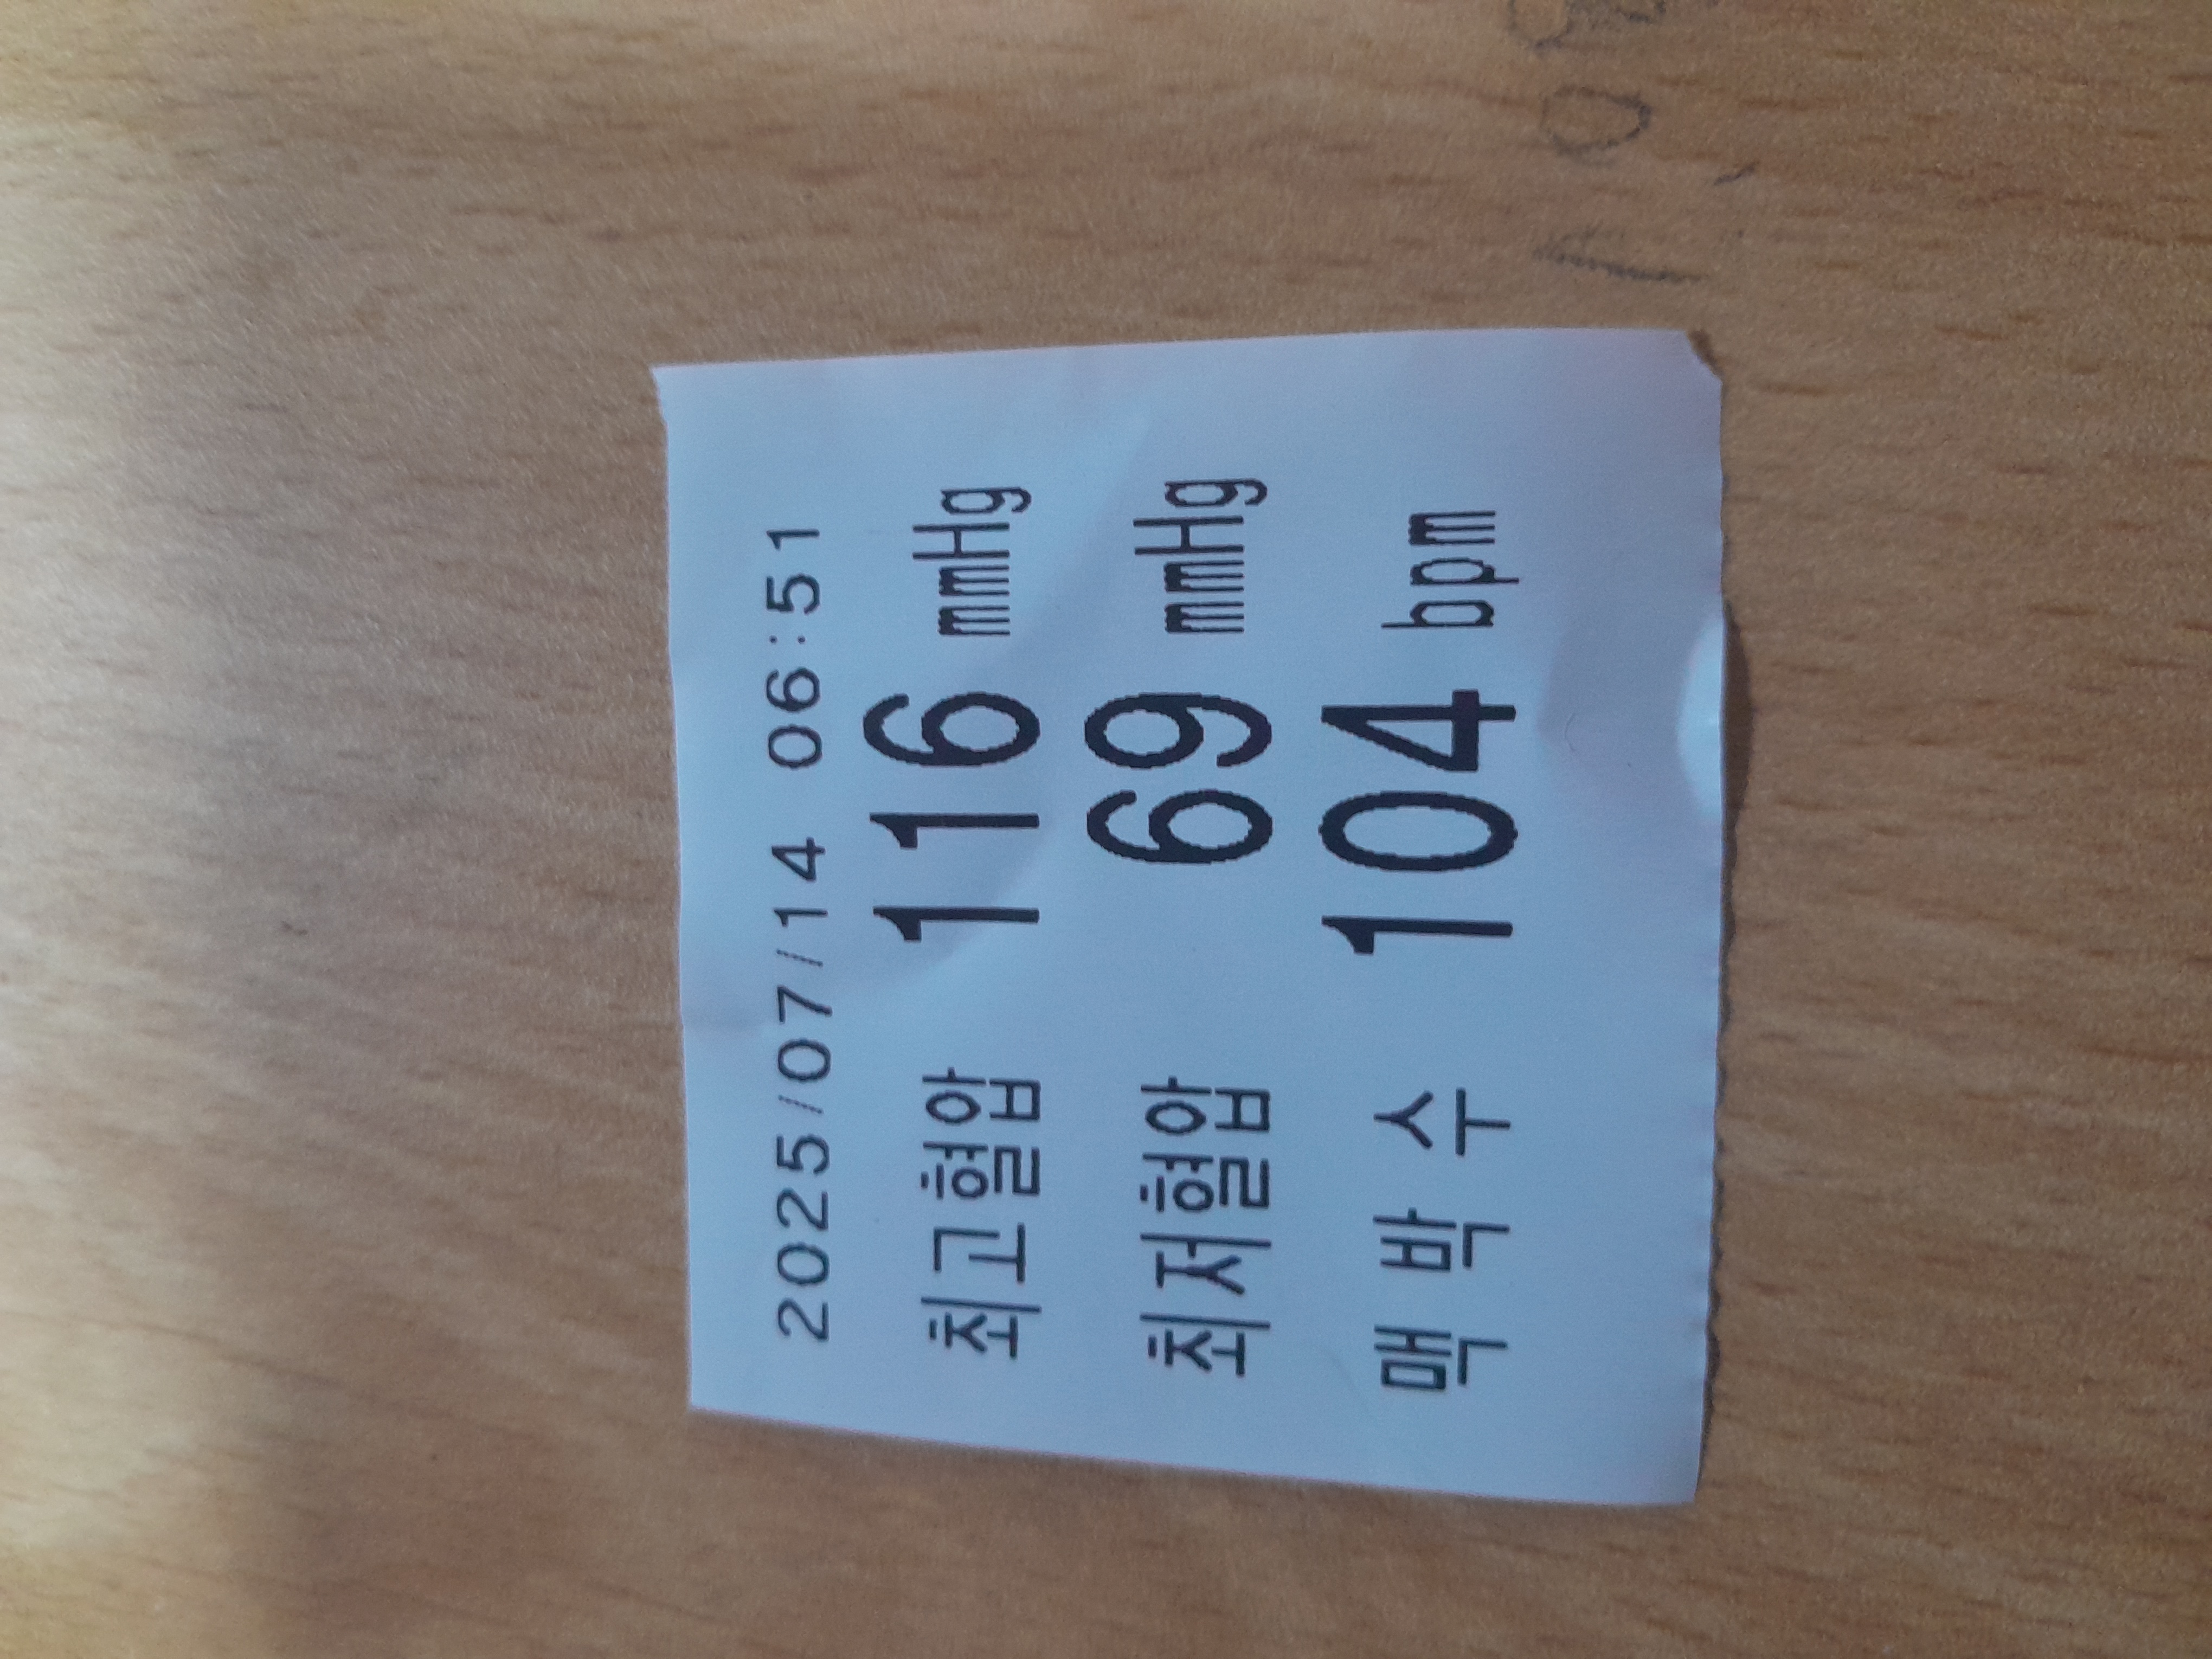 2025/07/14 06:51
최고혈압 116 mmHg
최저혈압 69 mmHg
맥 박 수 104 bpm